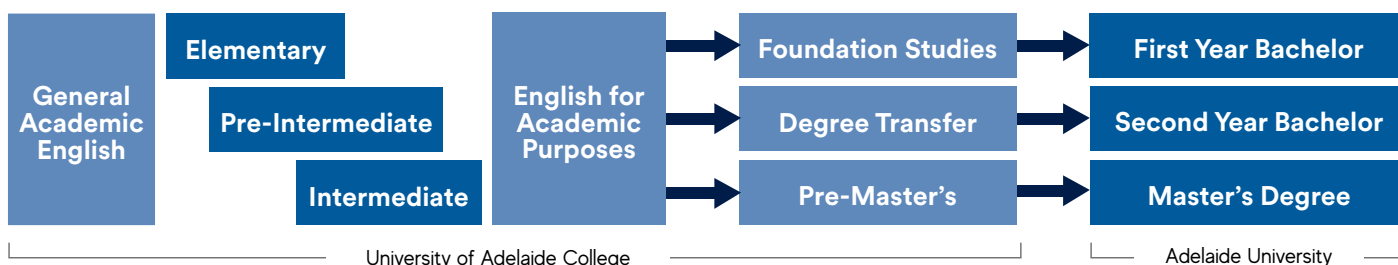 General
Academic
English
Elementary
Pre-Intermediate
Intermediate
English for
Academic
Purposes
Foundation Studies
Degree Transfer
Pre-Master's
First Year Bachelor
Second Year Bachelor
Master's Degree
University of Adelaide College
Adelaide University